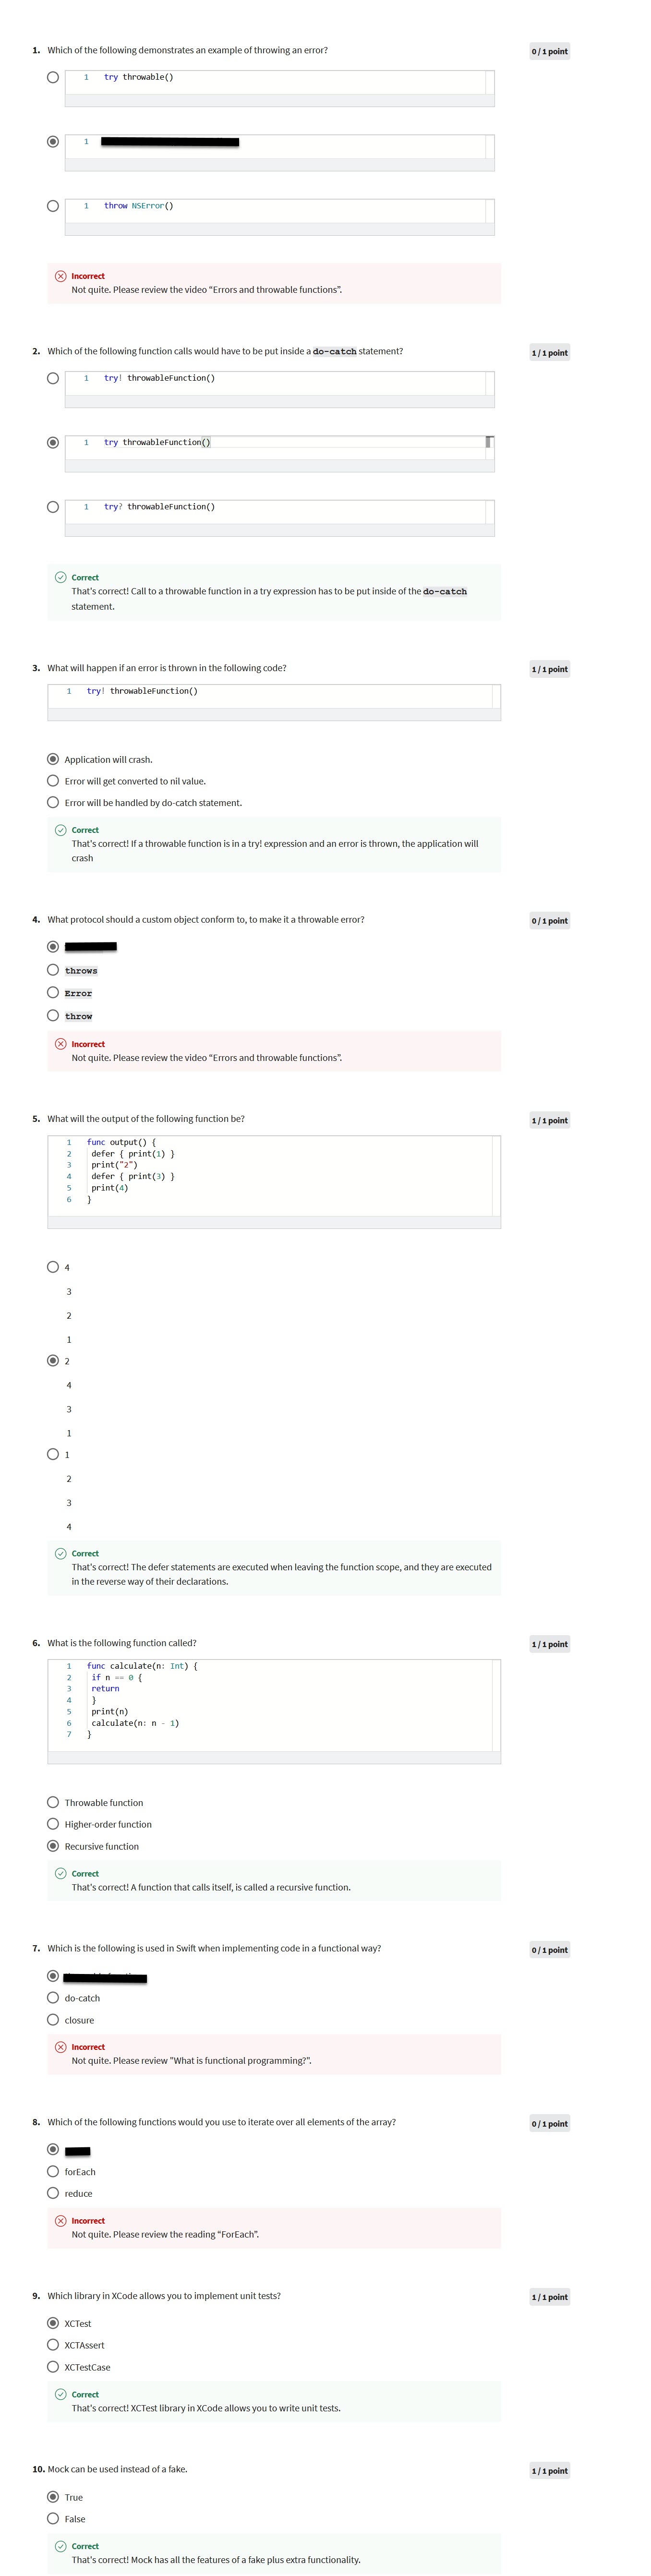 1. Which of the following demonstrates an example of throwing an error?
0 / 1 point
1 try throwable()
1
1 throw NSError()
Incorrect
Not quite. Please review the video “Errors and throwable functions”.
2. Which of the following function calls would have to be put inside a do-catch statement?
1 / 1 point
1 try! throwableFunction()
1 try throwableFunction()
1 try? throwableFunction()
Correct
That's correct! Call to a throwable function in a try expression has to be put inside of the do-catch
statement.
3. What will happen if an error is thrown in the following code?
1 / 1 point
1 try! throwableFunction()
Application will crash.
Error will get converted to nil value.
Error will be handled by do-catch statement.
Correct
That's correct! If a throwable function is in a try! expression and an error is thrown, the application will
crash
4. What protocol should a custom object conform to, to make it a throwable error?
0 / 1 point
throws
Error
throw
Incorrect
Not quite. Please review the video “Errors and throwable functions”.
5. What will the output of the following function be?
1 / 1 point
1 func output() {
2 defer { print(1) }
3 print("2")
4 defer { print(3) }
5 print(4)
6 }
4
3
2
1
2
4
3
1
1
2
3
4
Correct
That's correct! The defer statements are executed when leaving the function scope, and they are executed
in the reverse way of their declarations.
6. What is the following function called?
1 / 1 point
1 func calculate(n: Int) {
2 if n == 0 {
3 return
4 }
5 print(n)
6 calculate(n: n - 1)
7 }
Throwable function
Higher-order function
Recursive function
Correct
That's correct! A function that calls itself, is called a recursive function.
7. Which is the following is used in Swift when implementing code in a functional way?
0 / 1 point
do-catch
closure
Incorrect
Not quite. Please review "What is functional programming?".
8. Which of the following functions would you use to iterate over all elements of the array?
0 / 1 point
forEach
reduce
Incorrect
Not quite. Please review the reading “ForEach”.
9. Which library in XCode allows you to implement unit tests?
1 / 1 point
XCTest
XCTAssert
XCTestCase
Correct
That's correct! XCTest library in XCode allows you to write unit tests.
10. Mock can be used instead of a fake.
1 / 1 point
True
False
Correct
That's correct! Mock has all the features of a fake plus extra functionality.